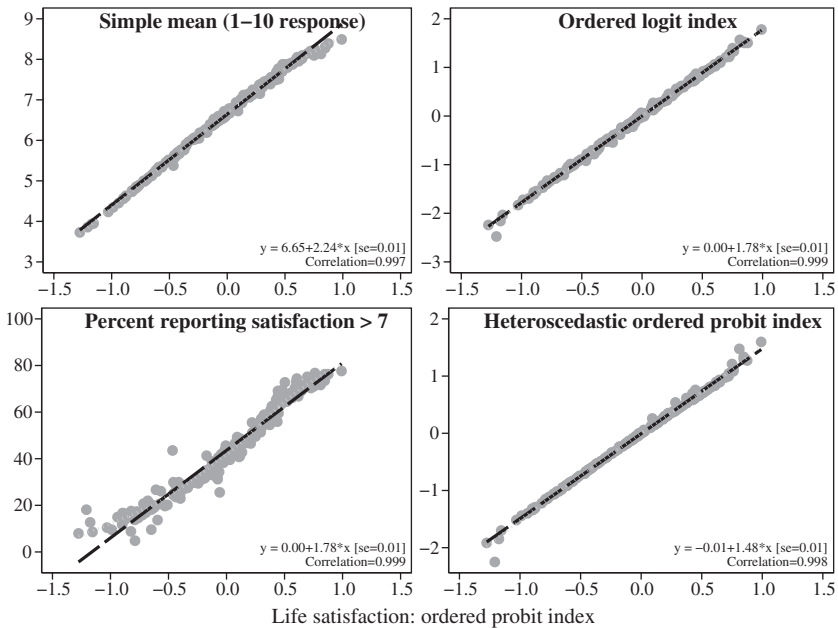 Simple mean (1–10 response)
9
8
7
6
5
4
3
y = 6.65+2.24*x [se=0.01]
Correlation=0.997
−1.5 −1.0 −0.5 0.0 0.5 1.0 1.5
Ordered logit index
2
1
0
−1
−2
−3
y = 0.00+1.78*x [se=0.01]
Correlation=0.999
−1.5 −1.0 −0.5 0.0 0.5 1.0 1.5
Percent reporting satisfaction > 7
100
80
60
40
20
0
y = 0.00+1.78*x [se=0.01]
Correlation=0.999
−1.5 −1.0 −0.5 0.0 0.5 1.0 1.5
Heteroscedastic ordered probit index
2
1
0
−1
−2
y = −0.01+1.48*x [se=0.01]
Correlation=0.998
−1.5 −1.0 −0.5 0.0 0.5 1.0 1.5
Life satisfaction: ordered probit index